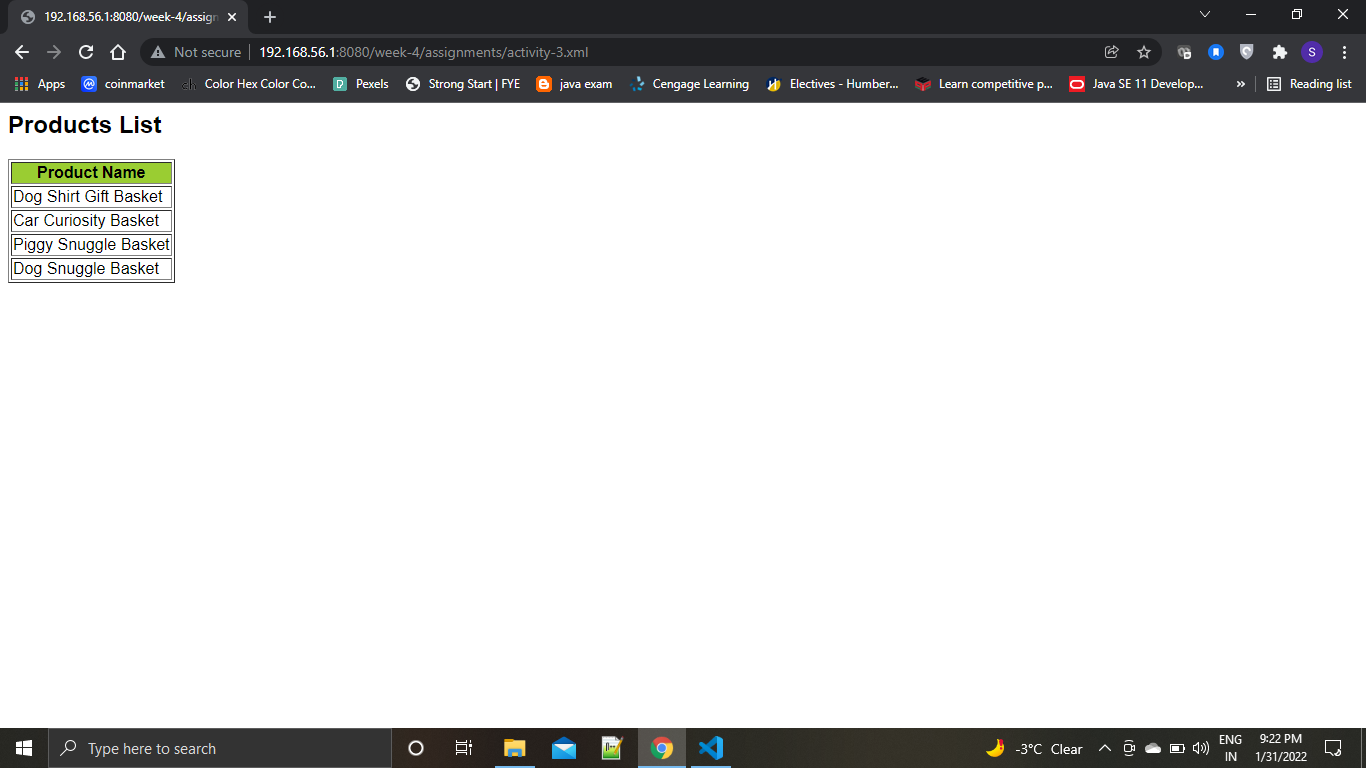 192.168.56.1:8080/week-4/assign
Not secure 192.168.56.1:8080/week-4/assignments/activity-3.xml S
Apps coinmarket ch Color Hex Color Co... P Pexels Strong Start | FYE java exam Cengage Learning Electives - Humber... Learn competitive p... Java SE 11 Develop... » Reading list
Products List
Product Name
Dog Shirt Gift Basket
Car Curiosity Basket
Piggy Snuggle Basket
Dog Snuggle Basket
Type here to search -3°C Clear
ENG 9:22 PM
IN 1/31/2022